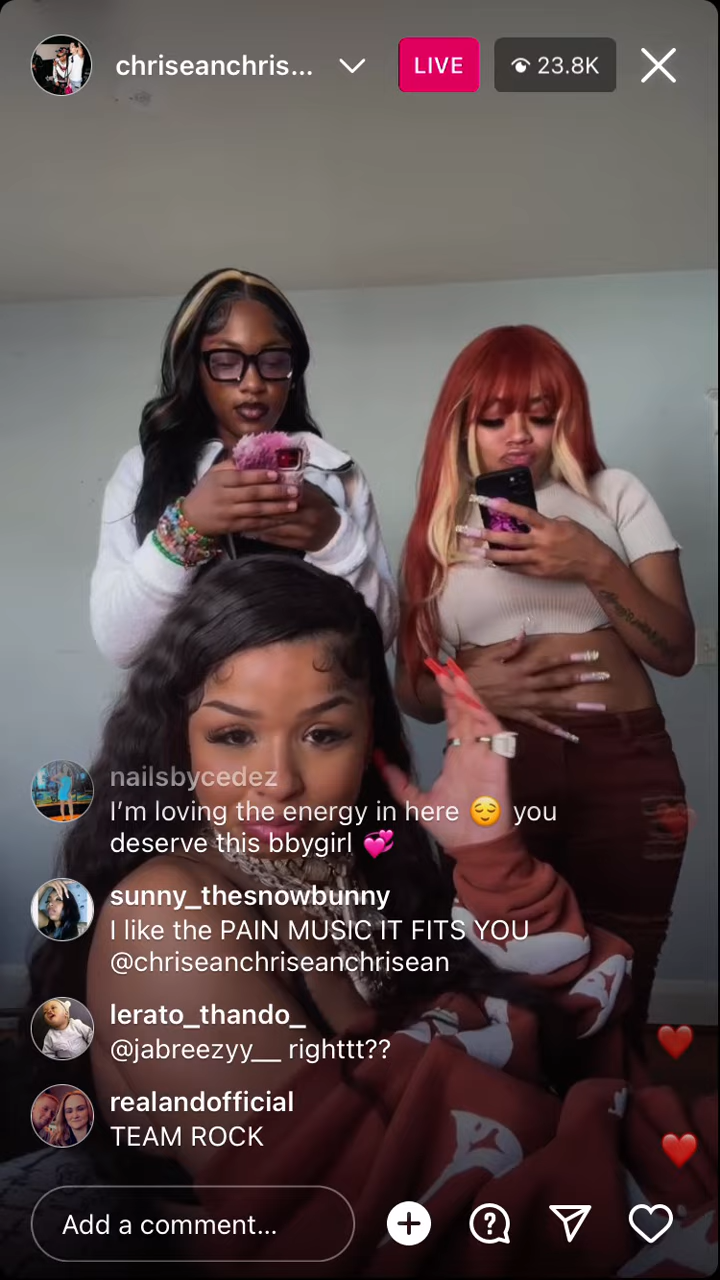 chriseanchris... LIVE 23.8K
nailsbycedez
I'm loving the energy in here 😌 you
deserve this bbygirl 💞
sunny_thesnowbunny
I like the PAIN MUSIC IT FITS YOU
@chriseanchriseanchrisean
lerato_thando_
@jabreezyy__ righttt??
realandofficial
TEAM ROCK
Add a comment...